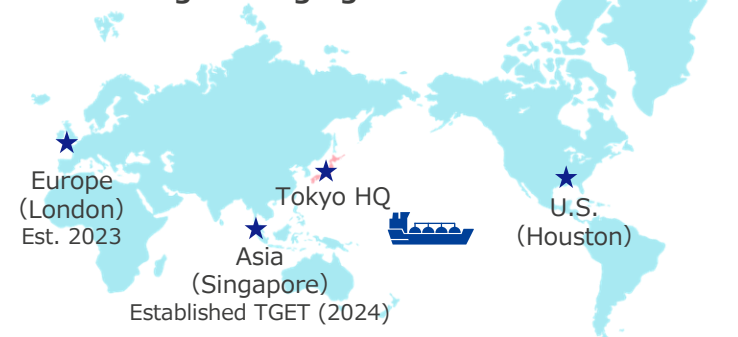 Europe
（London）
Est. 2023
Tokyo HQ
Asia
（Singapore）
Established TGET (2024)
U.S.
（Houston）